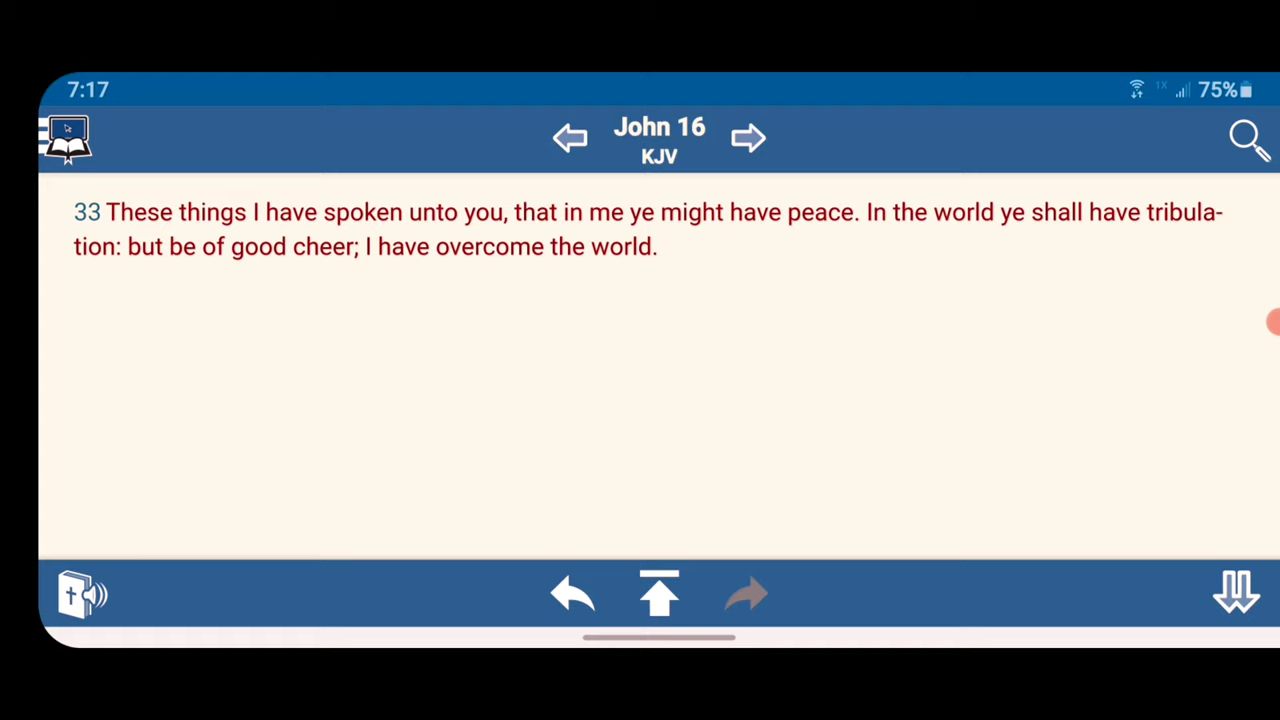 7:17
1X 75%
John 16
KJV
33 These things I have spoken unto you, that in me ye might have peace. In the world ye shall have tribula-
tion: but be of good cheer; I have overcome the world.